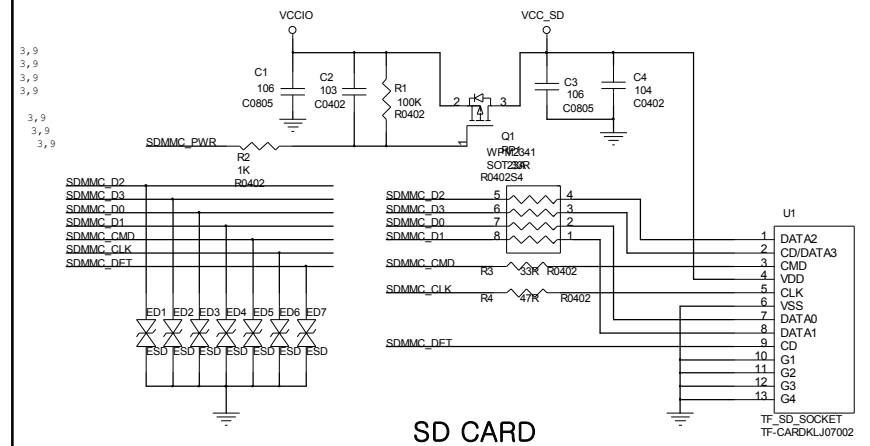 VCCIO
VCC_SD
3,9
3,9
3,9
3,9
3,9
3,9
3,9
C1
106
C0805
C2
103
C0402
R1
100K
R0402
2
3
1
C3
106
C0805
C4
104
C0402
SDMMC_PWR
R2
1K
R0402
Q1
WPM2341
RP1
33R
R0402S4
SDMMC_D2
SDMMC_D3
SDMMC_D0
SDMMC_D1
SDMMC_CMD
SDMMC_CLK
SDMMC_DET
SDMMC_D2 5 4
SDMMC_D3 6 3
SDMMC_D0 7 2
SDMMC_D1 8 1
SDMMC_CMD R3 33R R0402
SDMMC_CLK R4 47R R0402
SDMMC_DET
U1
1 DATA2
2 CD/DATA3
3 CMD
4 VDD
5 CLK
6 VSS
7 DATA0
8 DATA1
9 CD
10 G1
11 G2
12 G3
13 G4
TF_SD_SOCKET
TF-CARDKLJ07002
ED1 ED2 ED3 ED4 ED5 ED6 ED7
ESD ESD ESD ESD ESD ESD ESD
SD CARD